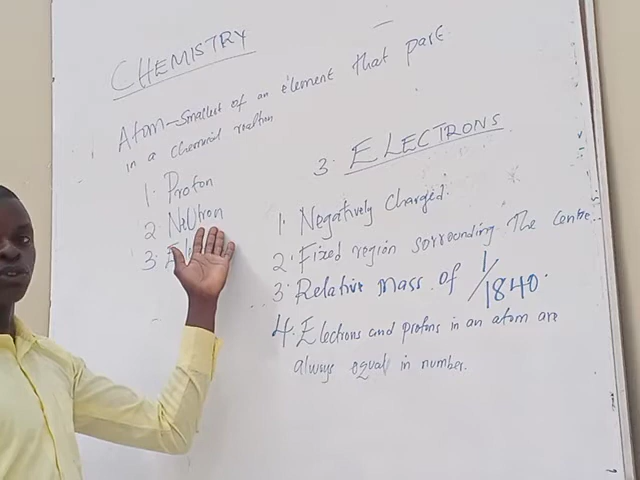 CHEMISTRY
Atom - Smallest of an element that part
in a chemical reaction
1. Proton
2 Neutron
3. El
3. ELECTRONS
1. Negatively Charged.
2. Fixed region sorrounding The centre..
3. Relative Mass of 1/1840.
4. Electrons and protons in an atom are
always equal in number.